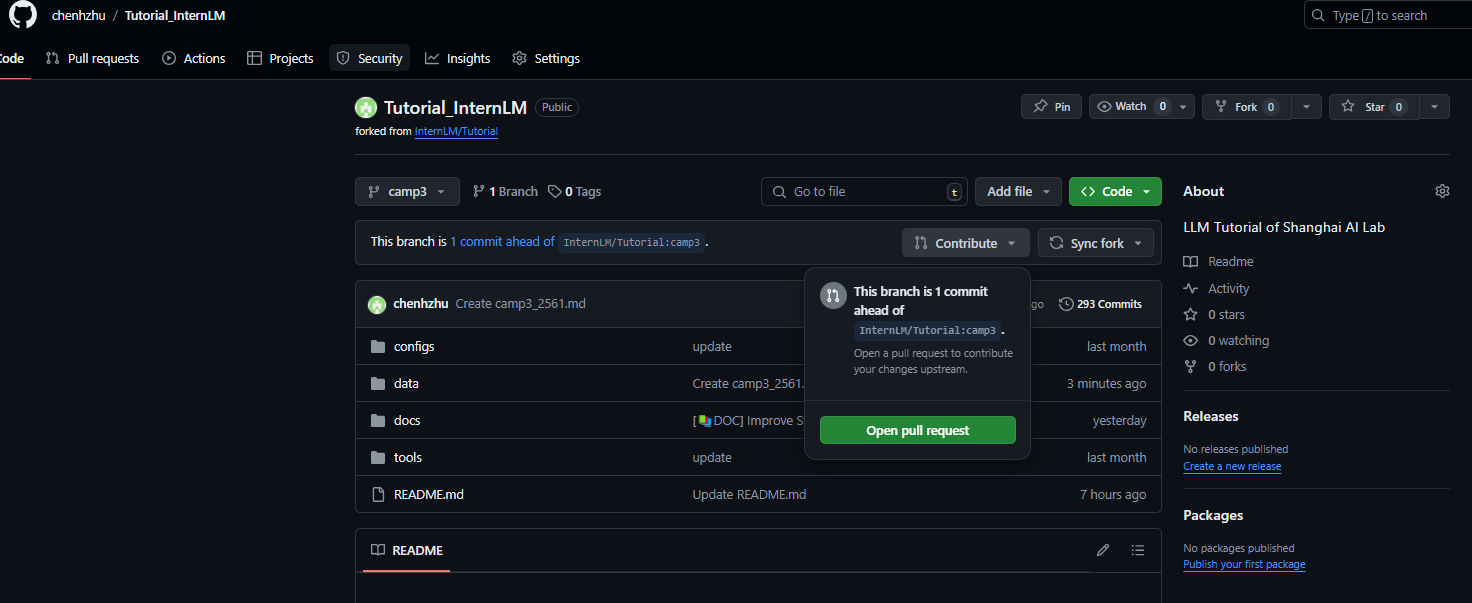 chenhzhu / Tutorial_InternLM
Type / to search
Code Pull requests Actions Projects Security Insights Settings
Tutorial_InternLM Public
Pin Watch 0 Fork 0 Star 0
forked from InternLM/Tutorial
camp3 1 Branch 0 Tags
Go to file t Add file Code
This branch is 1 commit ahead of InternLM/Tutorial:camp3 .
Contribute Sync fork
This branch is 1 commit
ahead of
InternLM/Tutorial:camp3 .
Open a pull request to contribute
your changes upstream.
Open pull request
chenhzhu Create camp3_2561.md
293 Commits
configs update last month
data Create camp3_2561. 3 minutes ago
docs [DOC] Improve yesterday
tools update last month
README.md Update README.md 7 hours ago
README
About
LLM Tutorial of Shanghai AI Lab
Readme
Activity
0 stars
0 watching
0 forks
Releases
No releases published
Create a new release
Packages
No packages published
Publish your first package